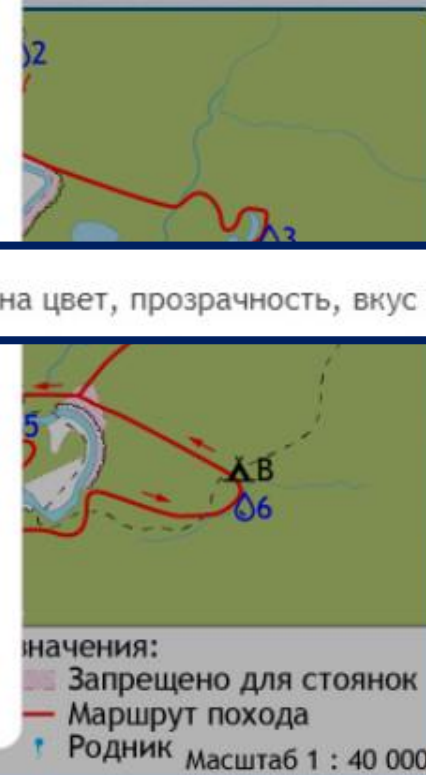 2
3
на цвет, прозрачность, вкус
5
В
6
значения:
Запрещено для стоянок
Маршрут похода
Родник
Масштаб 1 : 40 000